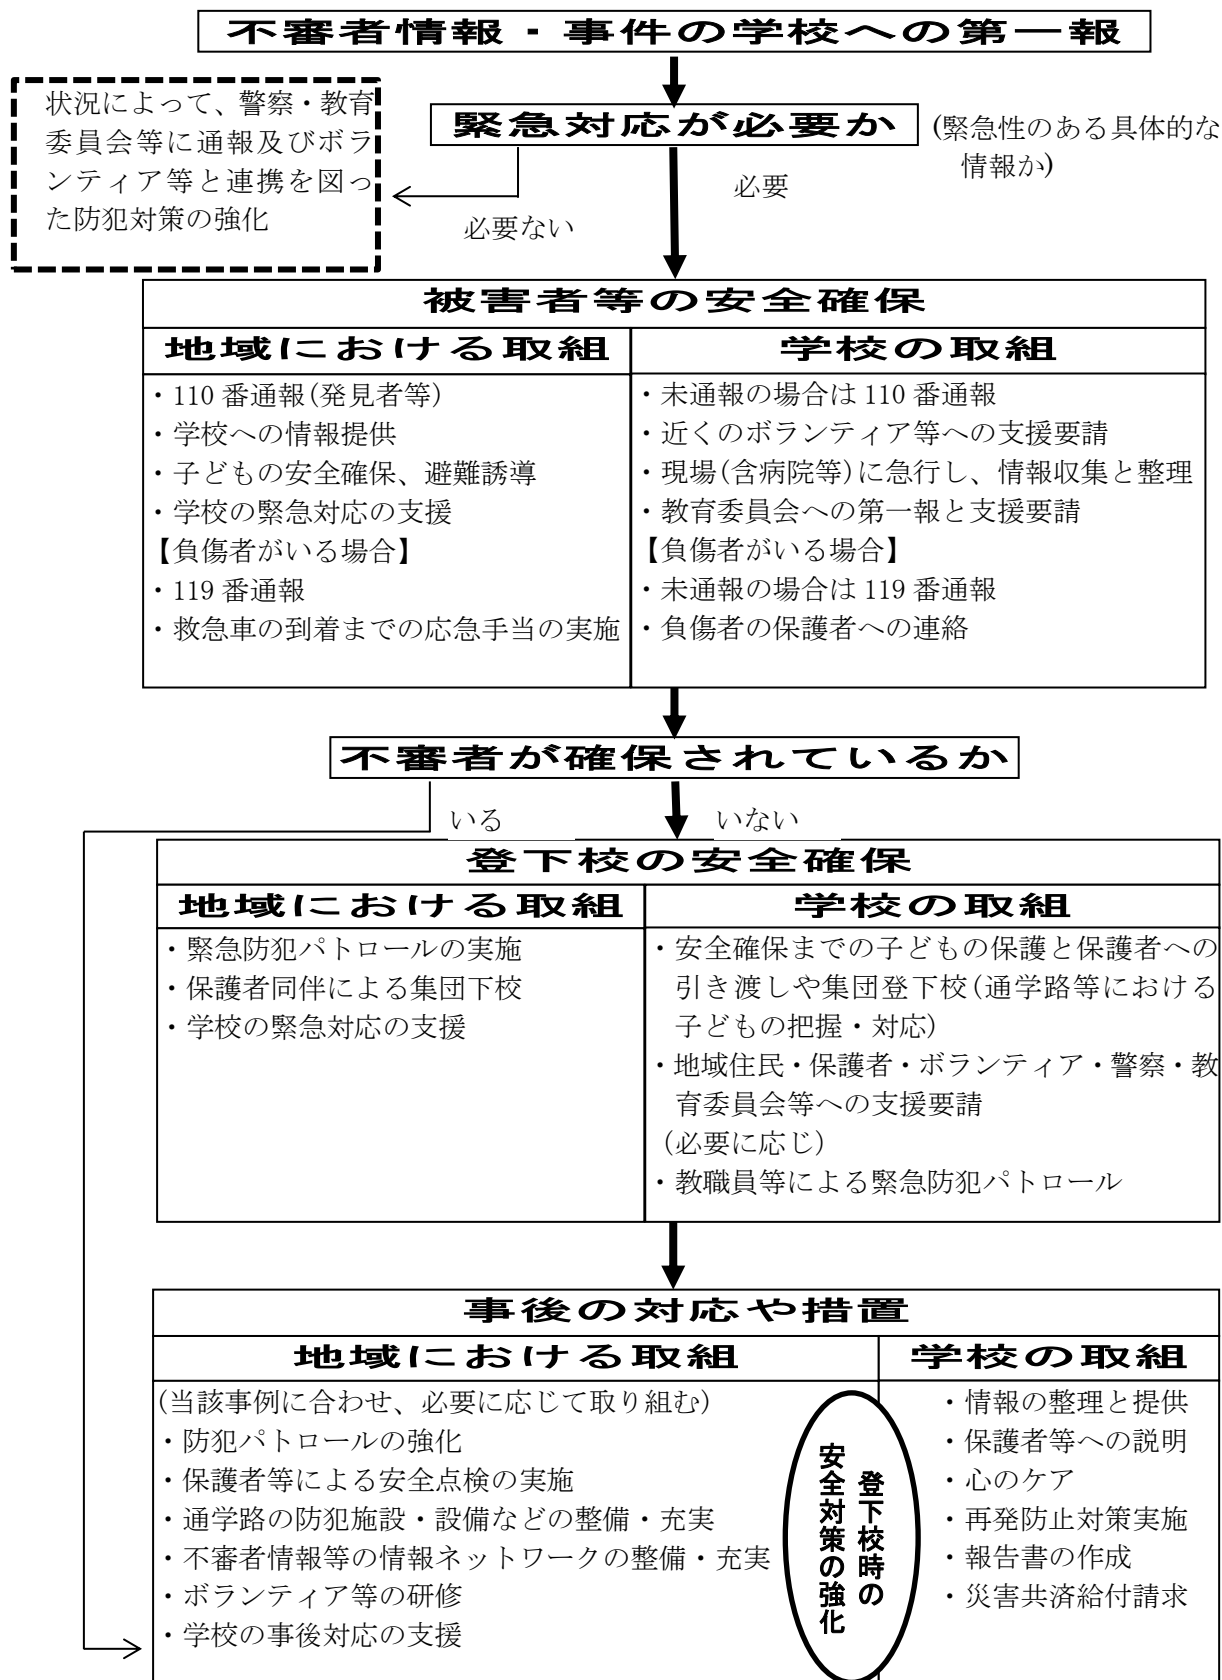 不審者情報・事件の学校への第一報
状況によって、警察・教育
委員会等に通報及びボラ
ンティア等と連携を図っ
た防犯対策の強化
緊急対応が必要か
(緊急性のある具体的な
情報か)
必要
必要ない
被害者等の安全確保
地域における取組
・110番通報(発見者等)
・学校への情報提供
・子どもの安全確保、避難誘導
・学校の緊急対応の支援
【負傷者がいる場合】
・119番通報
・救急車の到着までの応急手当の実施
学校の取組
・未通報の場合は110番通報
・近くのボランティア等への支援要請
・現場(含病院等)に急行し、情報収集と整理
・教育委員会への第一報と支援要請
【負傷者がいる場合】
・未通報の場合は119番通報
・負傷者の保護者への連絡
不審者が確保されているか
いる
いない
登下校の安全確保
地域における取組
・緊急防犯パトロールの実施
・保護者同伴による集団下校
・学校の緊急対応の支援
学校の取組
・安全確保までの子どもの保護と保護者への
引き渡しや集団登下校(通学路等における
子どもの把握・対応)
・地域住民・保護者・ボランティア・警察・教
育委員会等への支援要請
(必要に応じ)
・教職員等による緊急防犯パトロール
事後の対応や措置
地域における取組
(当該事例に合わせ、必要に応じて取り組む)
・防犯パトロールの強化
・保護者等による安全点検の実施
・通学路の防犯施設・設備などの整備・充実
・不審者情報等の情報ネットワークの整備・充実
・ボランティア等の研修
・学校の事後対応の支援
登下校時の
安全対策の強化
学校の取組
・情報の整理と提供
・保護者等への説明
・心のケア
・再発防止対策実施
・報告書の作成
・災害共済給付請求